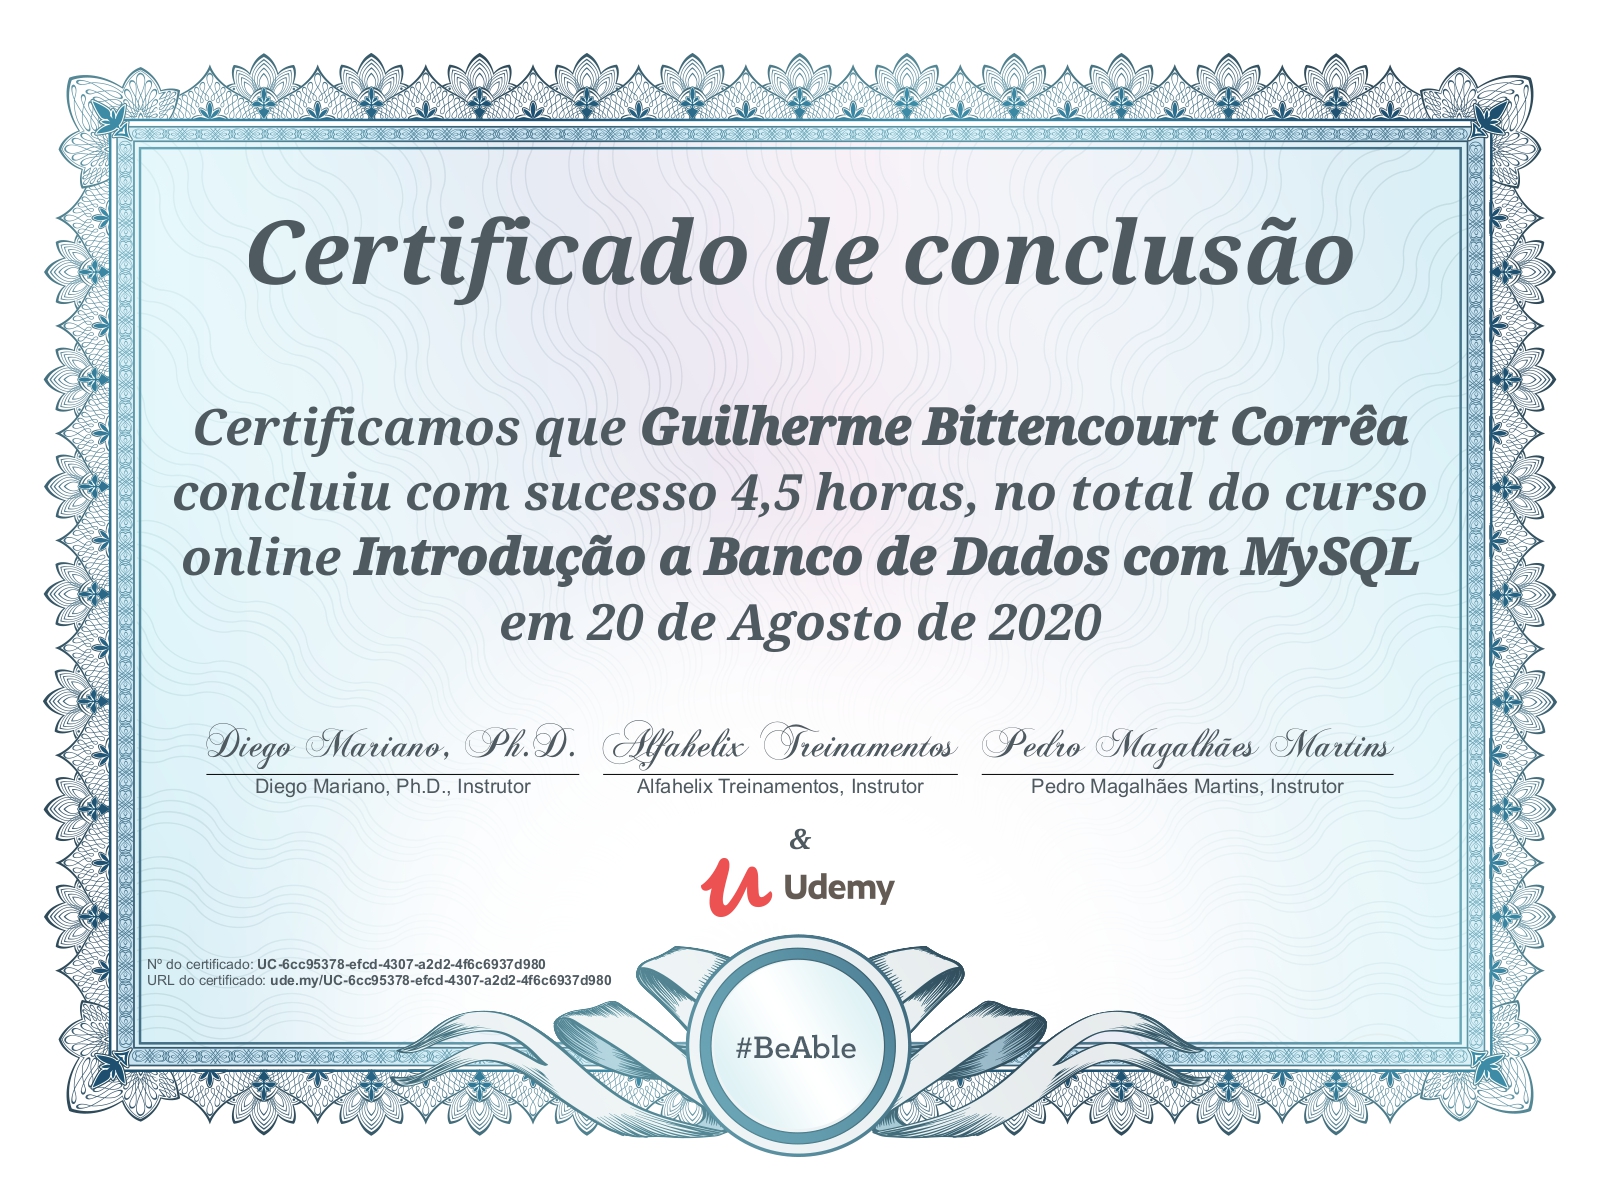 Certificado de conclusão
Certificamos que Guilherme Bittencourt Corrêa
concluiu com sucesso 4,5 horas, no total do curso
online Introdução a Banco de Dados com MySQL
em 20 de Agosto de 2020
Diego Mariano, Ph.D. Alfahelix Treinamentos Pedro Magalhães Martins
Diego Mariano, Ph.D., Instrutor Alfahelix Treinamentos, Instrutor Pedro Magalhães Martins, Instrutor
&
Udemy
Nº do certificado: UC-6cc95378-efcd-4307-a2d2-4f6c6937d980
URL do certificado: ude.my/UC-6cc95378-efcd-4307-a2d2-4f6c6937d980
#BeAble